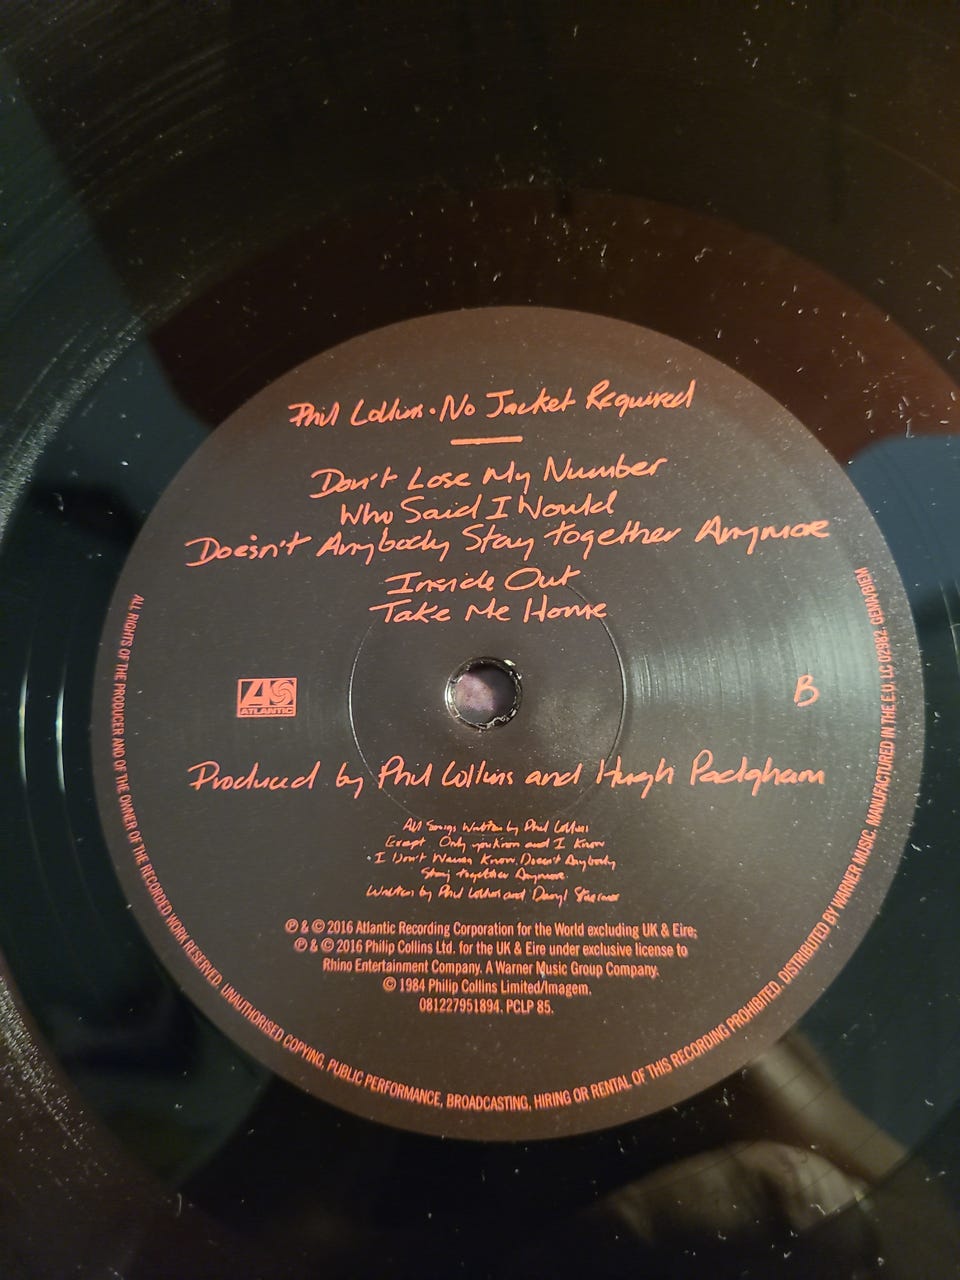 Phil Collins · No Jacket Required
Don't Lose My Number
Who Said I Would
Doesn't Anybody Stay Together Anymore
Inside Out
Take Me Home
ATLANTIC
B
Produced by Phil Collins and Hugh Padgham
All Songs Written by Phil Collins
Except Only you know and I Know
· I Don't Wanna Know, Doesn't Anybody
Stay together Anymore.
Written by Phil Collins and Daryl Stuermer
℗ & © 2016 Atlantic Recording Corporation for the World excluding UK & Eire;
℗ & © 2016 Philip Collins Ltd. for the UK & Eire under exclusive license to
Rhino Entertainment Company. A Warner Music Group Company.
© 1984 Philip Collins Limited/Imagem.
081227951894. PCLP 85.
ALL RIGHTS OF THE PRODUCER AND OF THE OWNER OF THE RECORDED WORK RESERVED. UNAUTHORISED COPYING, PUBLIC PERFORMANCE, BROADCASTING, HIRING OR RENTAL OF THIS RECORDING PROHIBITED. DISTRIBUTED BY WARNER MUSIC. MANUFACTURED IN THE E.U. LC 02982. GEMA/BIEM